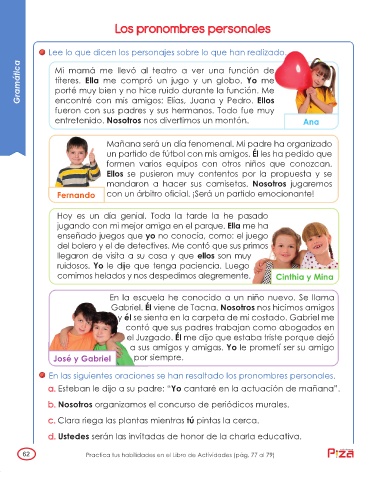 Los pronombres personales
Gramática
Lee lo que dicen los personajes sobre lo que han realizado.
Mi mamá me llevó al teatro a ver una función de
títeres. Ella me compró un jugo y un globo. Yo me
porté muy bien y no hice ruido durante la función. Me
encontré con mis amigos: Elías, Juana y Pedro. Ellos
fueron con sus padres y sus hermanos. Todo fue muy
entretenido. Nosotros nos divertimos un montón.
Ana
Mañana será un día fenomenal. Mi padre ha organizado
un partido de fútbol con mis amigos. Él les ha pedido que
formen varios equipos con otros niños que conozcan.
Ellos se pusieron muy contentos por la propuesta y se
mandaron a hacer sus camisetas. Nosotros jugaremos
con un árbitro oficial. ¡Será un partido emocionante!
Fernando
Hoy es un día genial. Toda la tarde la he pasado
jugando con mi mejor amiga en el parque. Ella me ha
enseñado juegos que yo no conocía, como: el juego
del bolero y el de detectives. Me contó que sus primos
llegaron de visita a su casa y que ellos son muy
ruidosos. Yo le dije que tenga paciencia. Luego
comimos helados y nos despedimos alegremente.
Cinthia y Mina
En la escuela he conocido a un niño nuevo. Se llama
Gabriel. Él viene de Tacna. Nosotros nos hicimos amigos
y él se sienta en la carpeta de mi costado. Gabriel me
contó que sus padres trabajan como abogados en
el Juzgado. Él me dijo que estaba triste porque dejó
a sus amigos y amigas. Yo le prometí ser su amigo
por siempre.
José y Gabriel
En las siguientes oraciones se han resaltado los pronombres personales.
a. Esteban le dijo a su padre: “Yo cantaré en la actuación de mañana”.
b. Nosotros organizamos el concurso de periódicos murales.
c. Clara riega las plantas mientras tú pintas la cerca.
d. Ustedes serán las invitadas de honor de la charla educativa.
62
Practica tus habilidades en el Libro de Actividades (pág. 77 al 79)
Piza